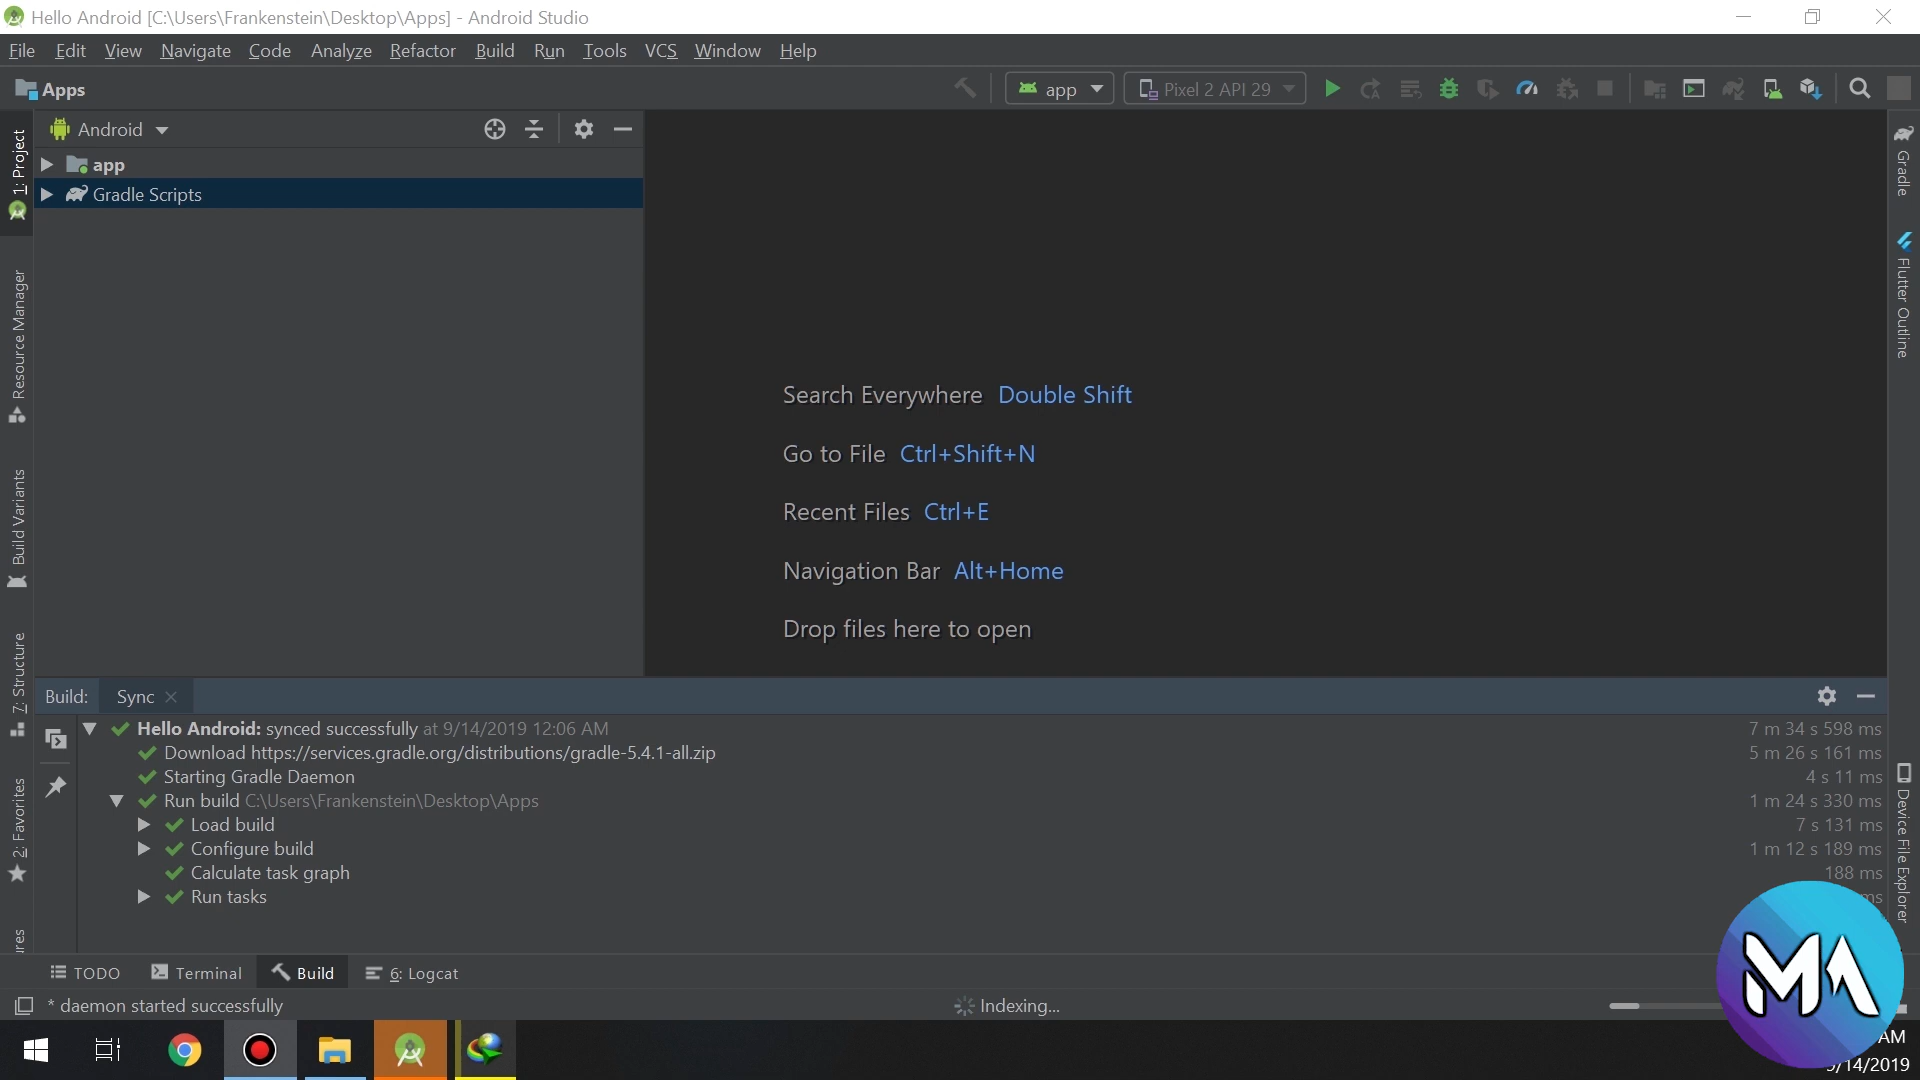 Hello Android [C:\Users\Frankenstein\Desktop\Apps] - Android Studio
File Edit View Navigate Code Analyze Refactor Build Run Tools VCS Window Help
Apps
app
Pixel 2 API 29
Android
app
Gradle Scripts
1: Project
Resource Manager
Build Variants
7: Structure
2: Favorites
Gradle
Flutter Outline
Device File Explorer
Search Everywhere Double Shift
Go to File Ctrl+Shift+N
Recent Files Ctrl+E
Navigation Bar Alt+Home
Drop files here to open
Build: Sync
Hello Android: synced successfully at 9/14/2019 12:06 AM 7 m 34 s 598 ms
Download https://services.gradle.org/distributions/gradle-5.4.1-all.zip 5 m 26 s 161 ms
Starting Gradle Daemon 4 s 11 ms
Run build C:\Users\Frankenstein\Desktop\Apps 1 m 24 s 330 ms
Load build 7 s 131 ms
Configure build 1 m 12 s 189 ms
Calculate task graph 188 ms
Run tasks ms
TODO Terminal Build 6: Logcat
* daemon started successfully Indexing...
MA
AM
/14/2019